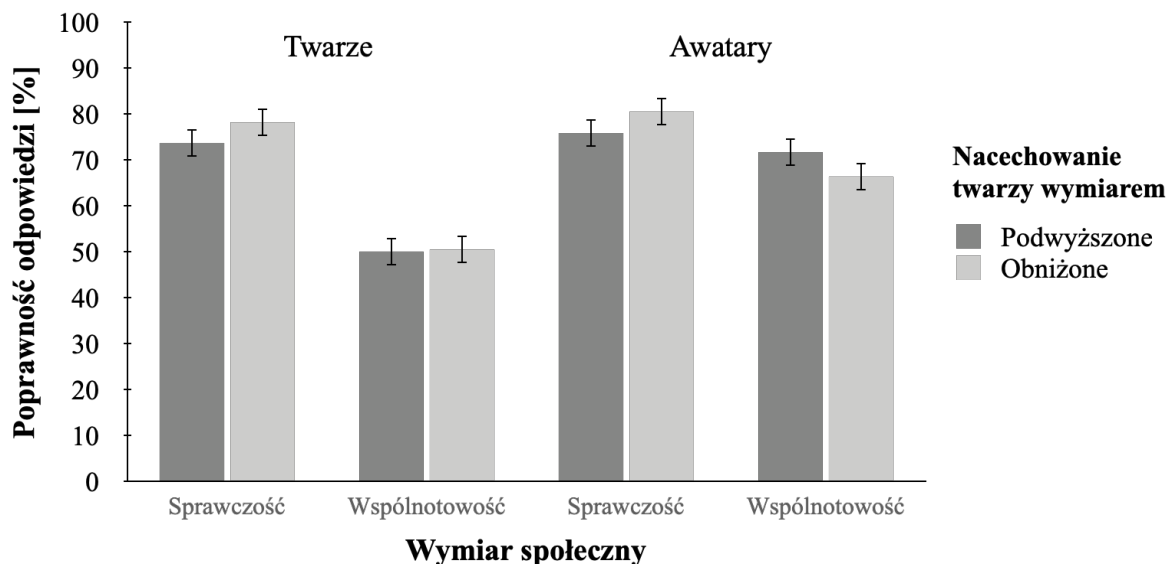 Poprawność odpowiedzi [%]
100
90
80
70
60
50
40
30
20
10
0
Twarze
Awatary
Sprawczość
Wspólnotowość
Sprawczość
Wspólnotowość
Wymiar społeczny
Nacechowanie
twarzy wymiarem
Podwyższone
Obniżone